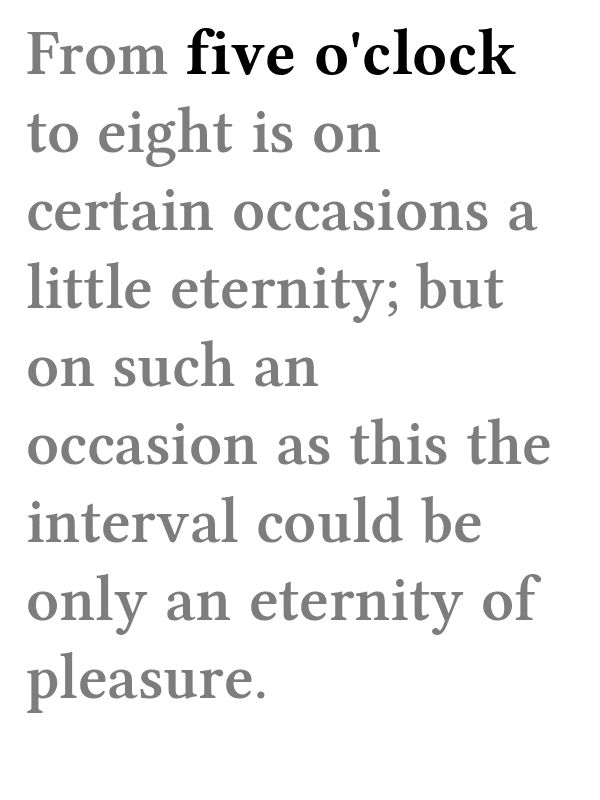 From five o'clock
to eight is on
certain occasions a
little eternity; but
on such an
occasion as this the
interval could be
only an eternity of
pleasure.